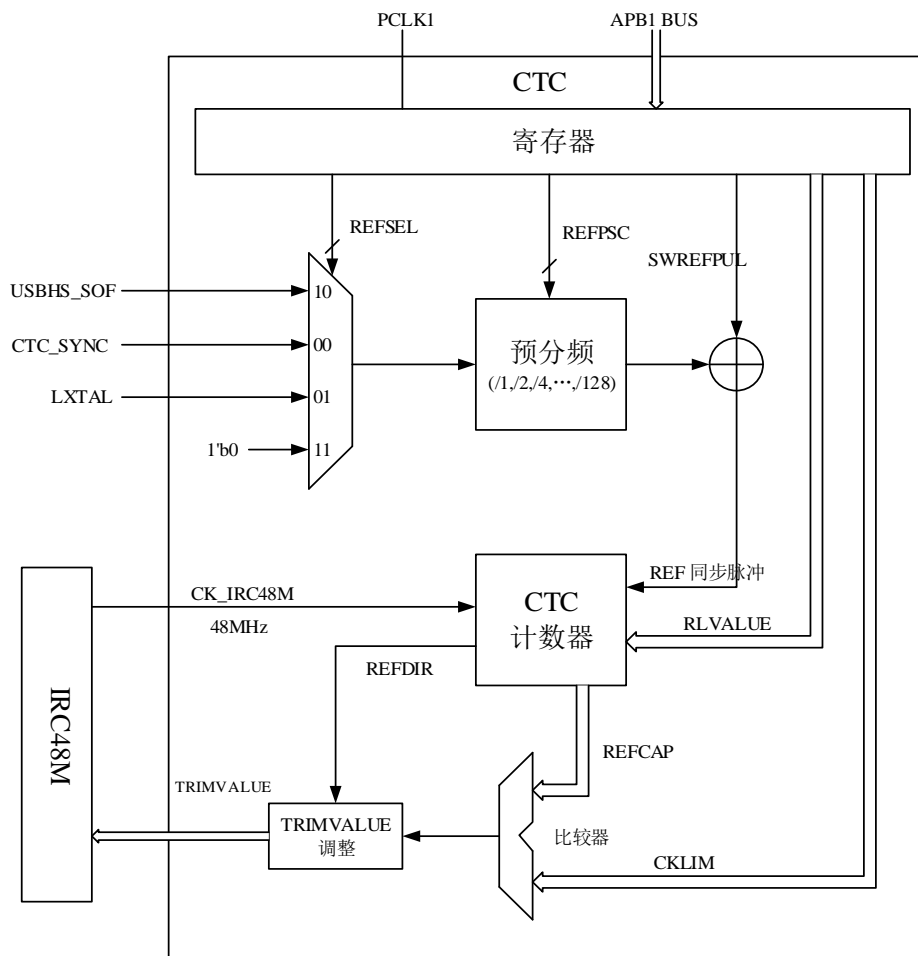 PCLK1
APB1 BUS
CTC
寄存器
REFSEL
REFPSC
SWREFPUL
USBHS_SOF
10
CTC_SYNC
00
LXTAL
01
1'b0
11
预分频
(/1,/2,/4,⋯,/128)
REF 同步脉冲
CK_IRC48M
48MHz
CTC
计数器
RLVALUE
REFDIR
IRC48M
REFCAP
TRIMVALUE
TRIMVALUE
调整
比较器
CKLIM